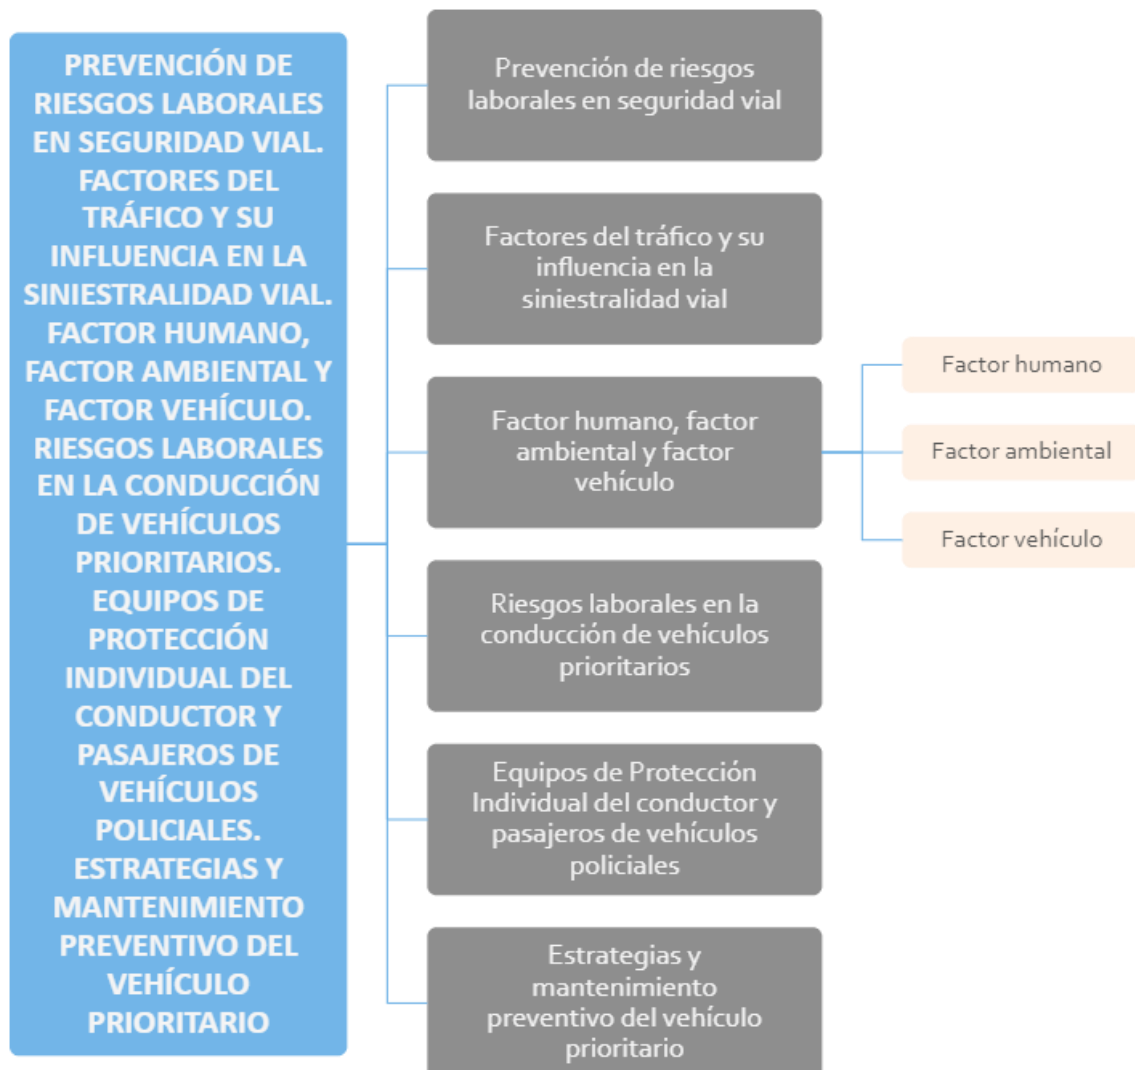 PREVENCIÓN DE
RIESGOS LABORALES
EN SEGURIDAD VIAL.
FACTORES DEL
TRÁFICO Y SU
INFLUENCIA EN LA
SINIESTRALIDAD VIAL.
FACTOR HUMANO,
FACTOR AMBIENTAL Y
FACTOR VEHÍCULO.
RIESGOS LABORALES
EN LA CONDUCCIÓN
DE VEHÍCULOS
PRIORITARIOS.
EQUIPOS DE
PROTECCIÓN
INDIVIDUAL DEL
CONDUCTOR Y
PASAJEROS DE
VEHÍCULOS
POLICIALES.
ESTRATEGIAS Y
MANTENIMIENTO
PREVENTIVO DEL
VEHÍCULO
PRIORITARIO
Prevención de riesgos
laborales en seguridad vial
Factores del tráfico y su
influencia en la
siniestralidad vial
Factor humano, factor
ambiental y factor
vehículo
Factor humano
Factor ambiental
Factor vehículo
Riesgos laborales en la
conducción de vehículos
prioritarios
Equipos de Protección
Individual del conductor y
pasajeros de vehículos
policiales
Estrategias y
mantenimiento
preventivo del vehículo
prioritario